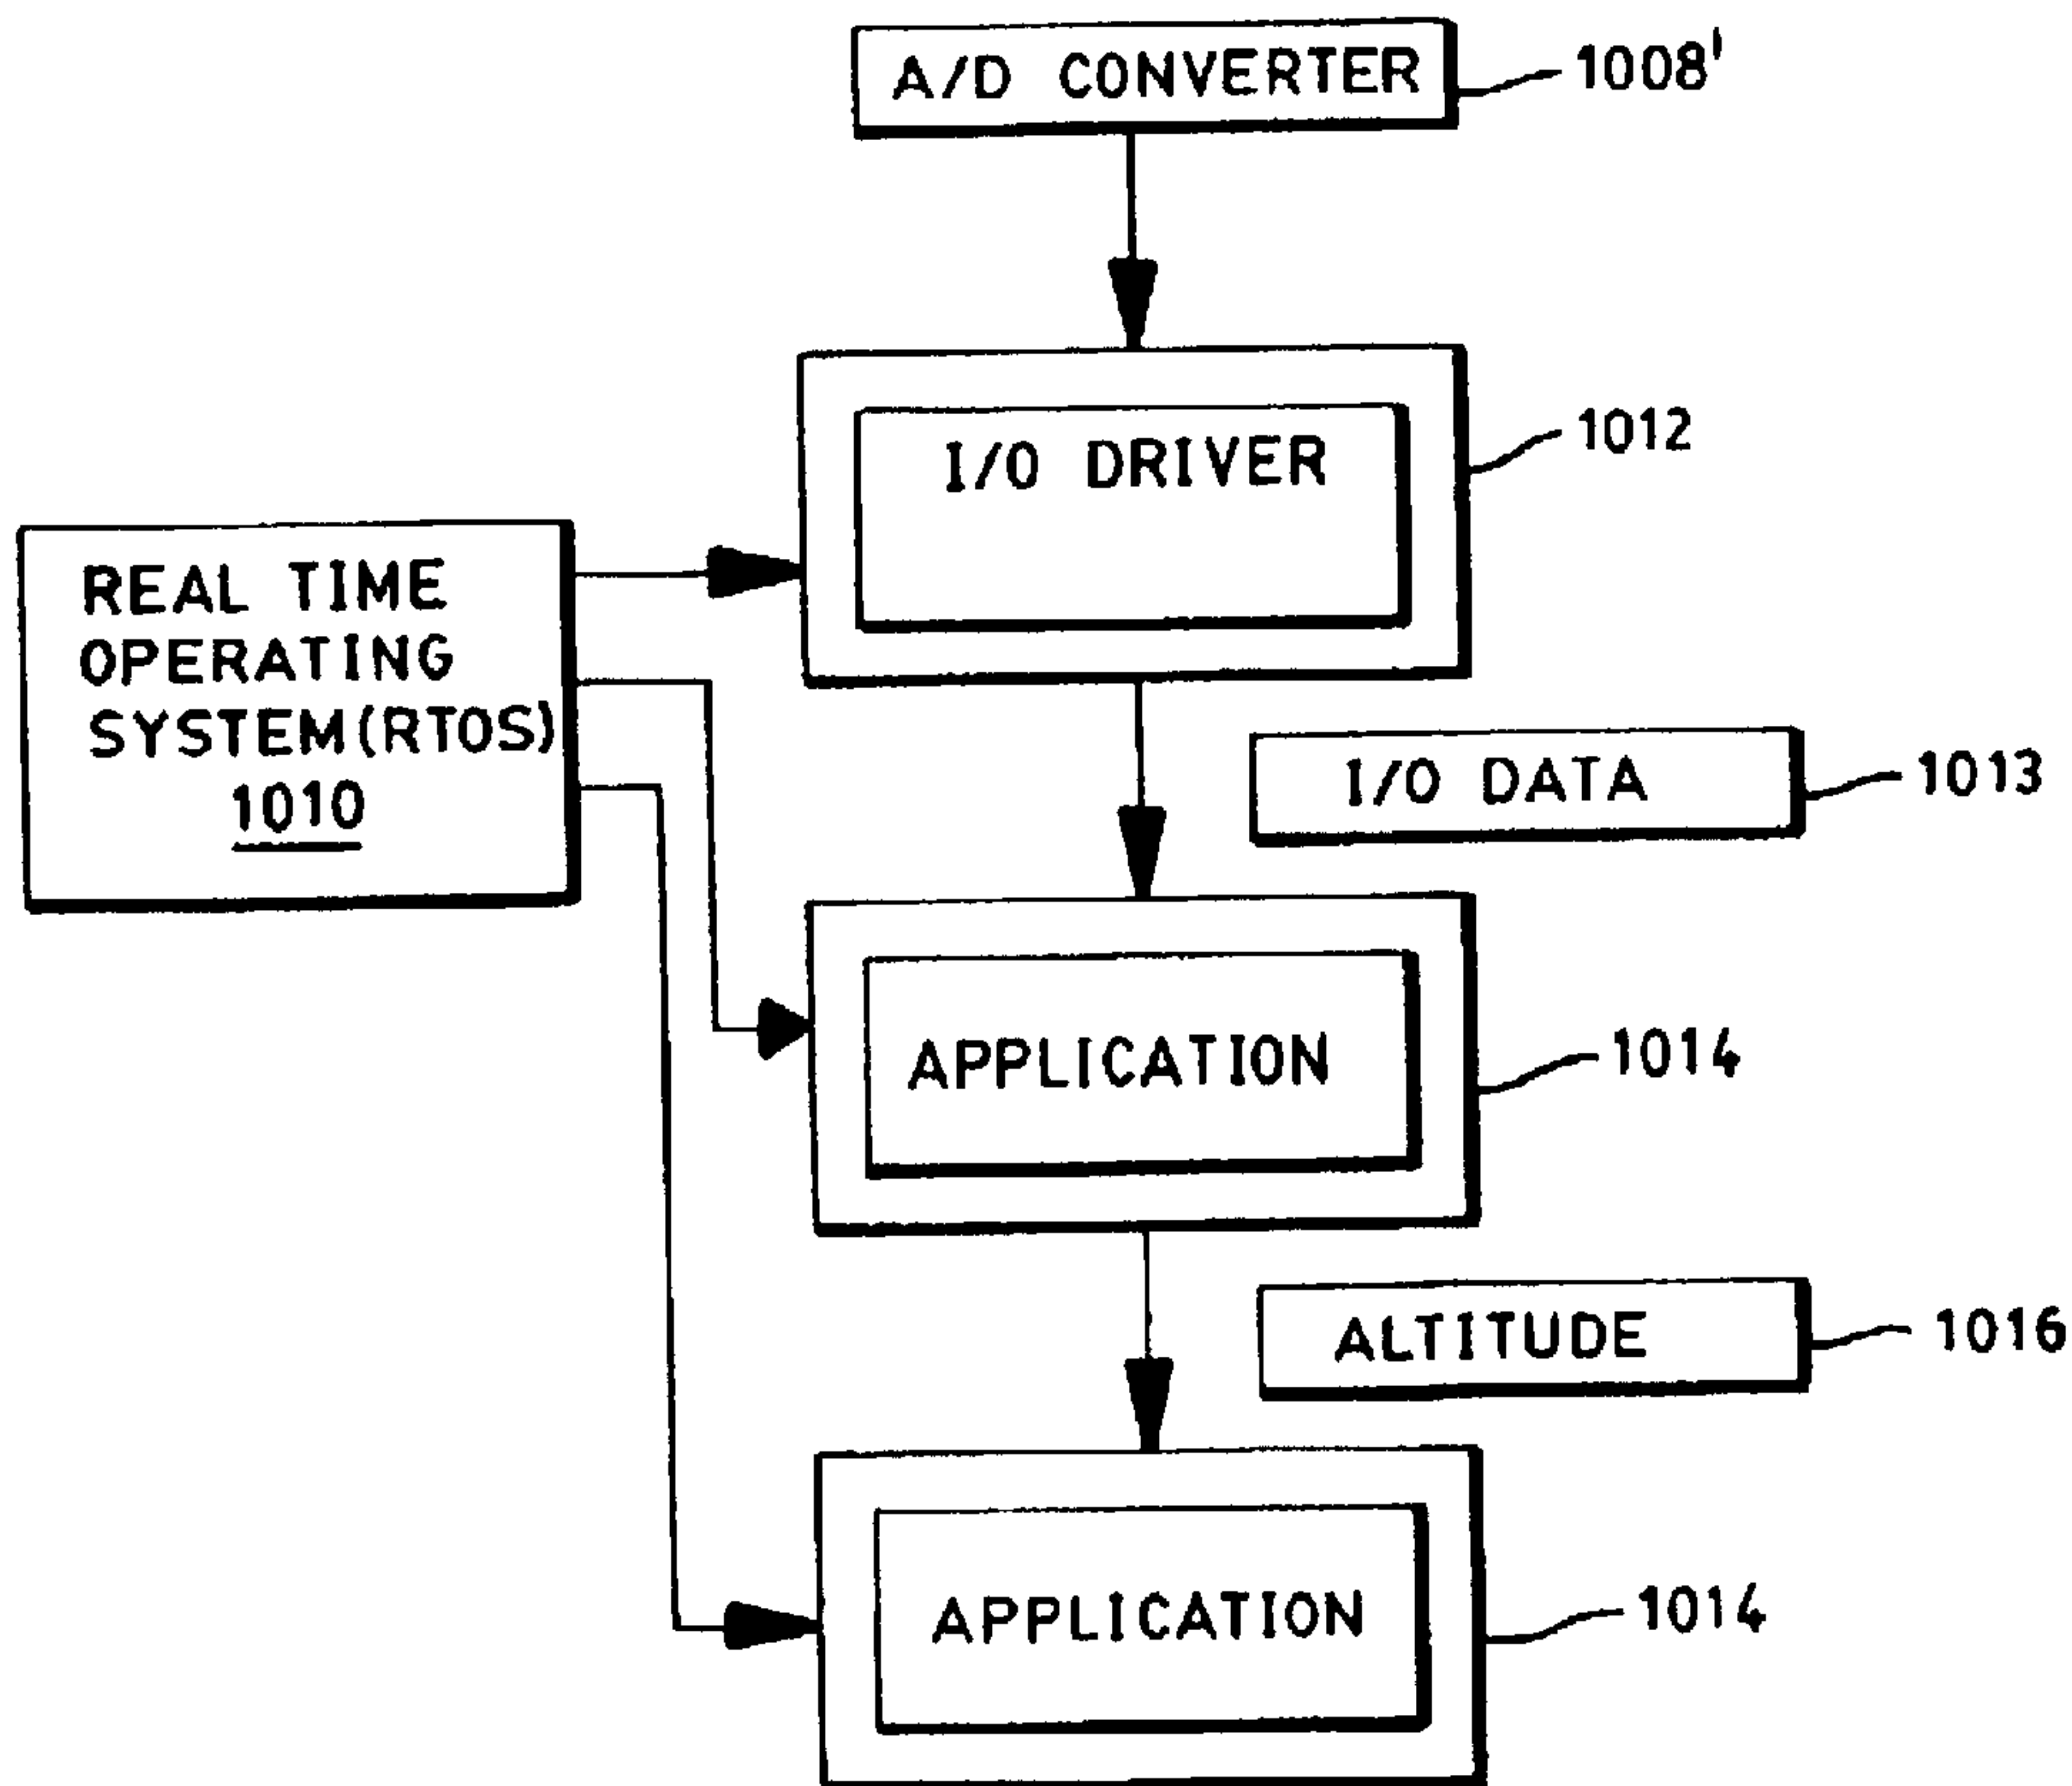 A/D CONVERTER
1008'
I/O DRIVER
1012
REAL TIME
OPERATING
SYSTEM(RTOS)
1010
I/O DATA
1013
APPLICATION
1014
ALTITUDE
1016
APPLICATION
1014